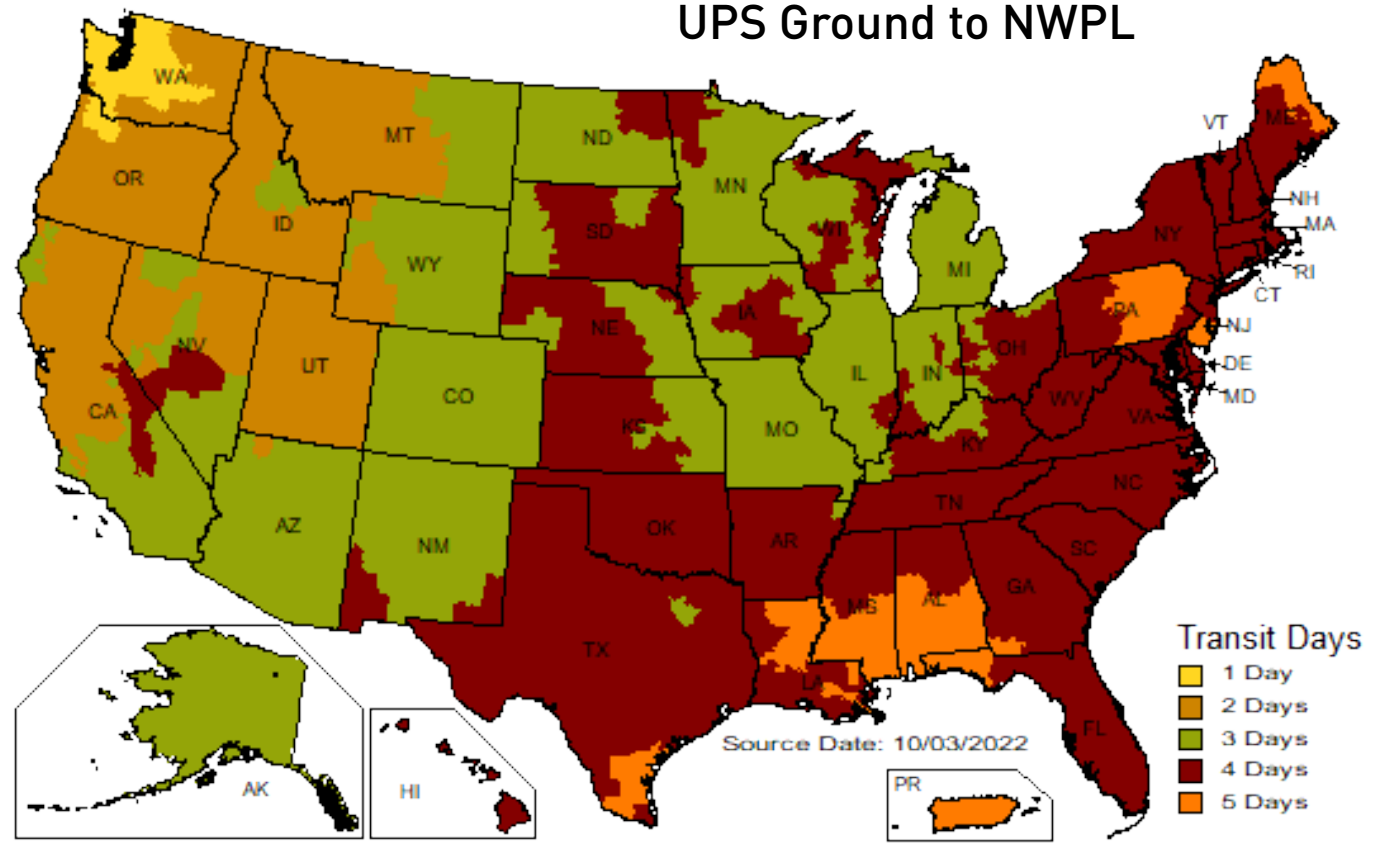 UPS Ground to NWPL
WA
MT
ND
MN
OR
ID
WY
SD
WI
MI
VT
ME
NH
NY
MA
RI
CT
NV
UT
CO
NE
IA
IL
IN
OH
PA
NJ
DE
MD
CA
AZ
NM
KS
MO
KY
WV
VA
OK
AR
TN
NC
SC
TX
LA
MS
AL
GA
FL
Transit Days
1 Day
2 Days
3 Days
4 Days
5 Days
Source Date: 10/03/2022
AK
HI
PR